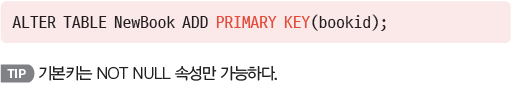 ALTER TABLE NewBook ADD PRIMARY KEY(bookid);
TIP 기본키는 NOT NULL 속성만 가능하다.